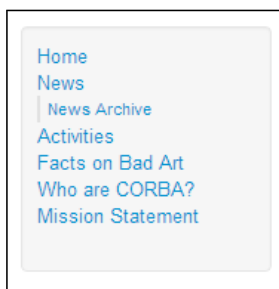 Home
News
News Archive
Activities
Facts on Bad Art
Who are CORBA?
Mission Statement